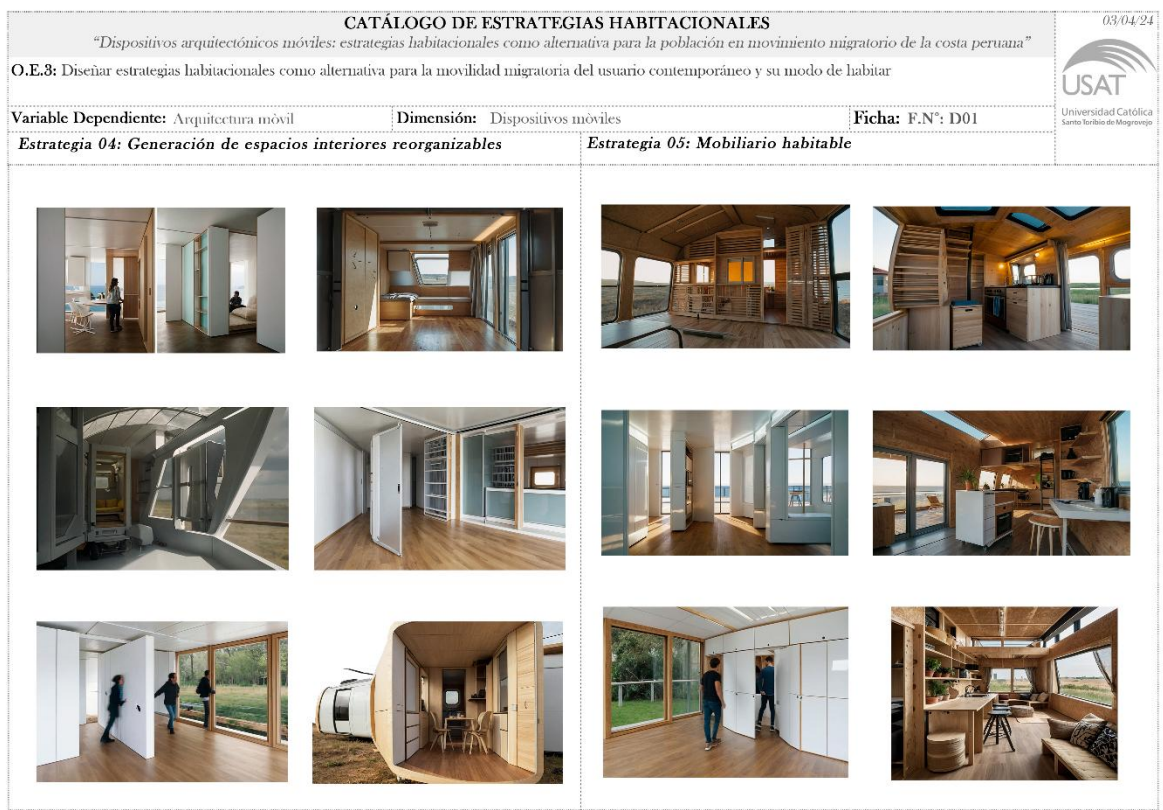 CATÁLOGO DE ESTRATEGIAS HABITACIONALES
03/04/24
“Dispositivos arquitectónicos móviles: estrategias habitacionales como alternativa para la población en movimiento migratorio de la costa peruana”
O.E.3: Diseñar estrategias habitacionales como alternativa para la movilidad migratoria del usuario contemporáneo y su modo de habitar
USAT
Universidad Católica
Santo Toribio de Mogrovejo
Variable Dependiente: Arquitectura mòvil
Dimensión: Dispositivos mòviles
Ficha: F.N°: D01
Estrategia 04: Generación de espacios interiores reorganizables
Estrategia 05: Mobiliario habitable